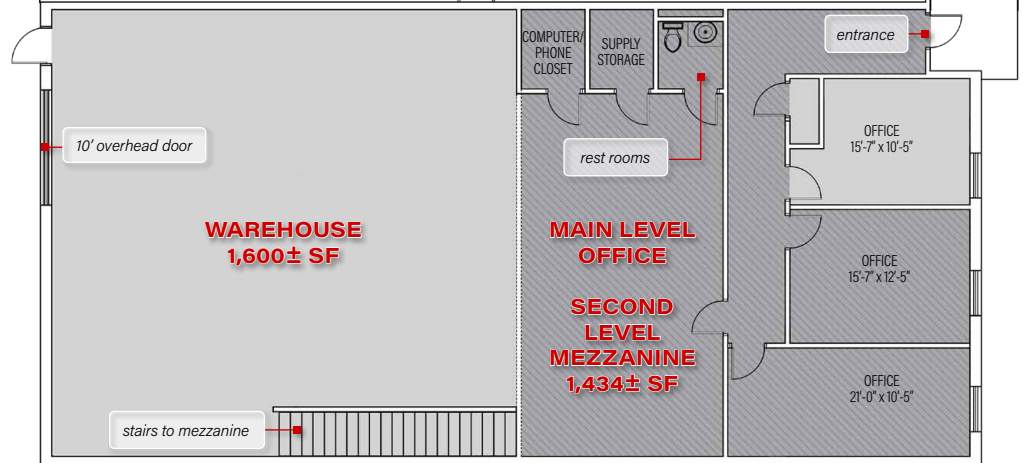 COMPUTER/
PHONE
CLOSET
SUPPLY
STORAGE
entrance
10' overhead door
rest rooms
OFFICE
15'-7" x 10'-5"
WAREHOUSE
1,600± SF
MAIN LEVEL
OFFICE
SECOND
LEVEL
MEZZANINE
1,434± SF
OFFICE
15'-7" x 12'-5"
OFFICE
21'-0" x 10'-5"
stairs to mezzanine